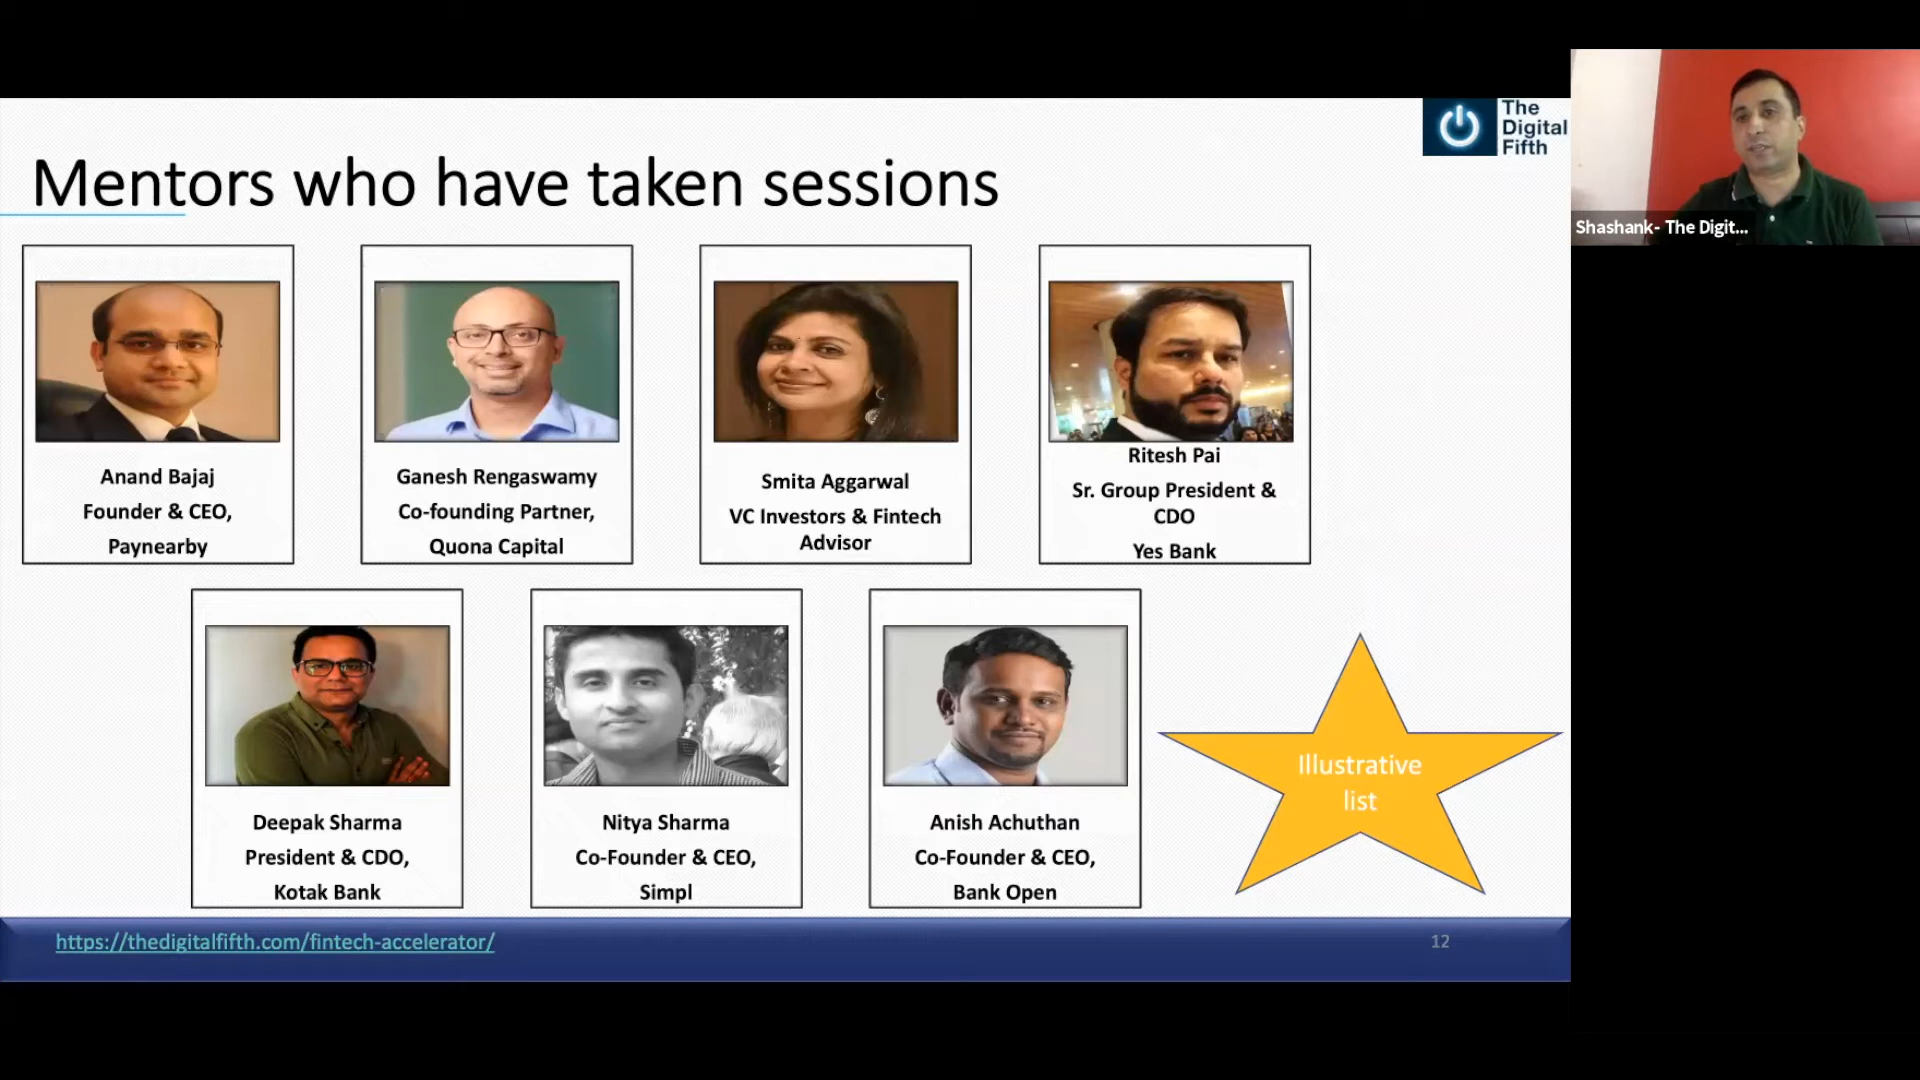 The
Digital
Fifth
Mentors who have taken sessions
Shashank- The Digit...
Anand Bajaj
Founder & CEO,
Paynearby
Ganesh Rengaswamy
Co-founding Partner,
Quona Capital
Smita Aggarwal
VC Investors & Fintech
Advisor
Ritesh Pai
Sr. Group President &
CDO
Yes Bank
Deepak Sharma
President & CDO,
Kotak Bank
Nitya Sharma
Co-Founder & CEO,
Simpl
Anish Achuthan
Co-Founder & CEO,
Bank Open
Illustrative
list
https://thedigitalfifth.com/fintech-accelerator/
12